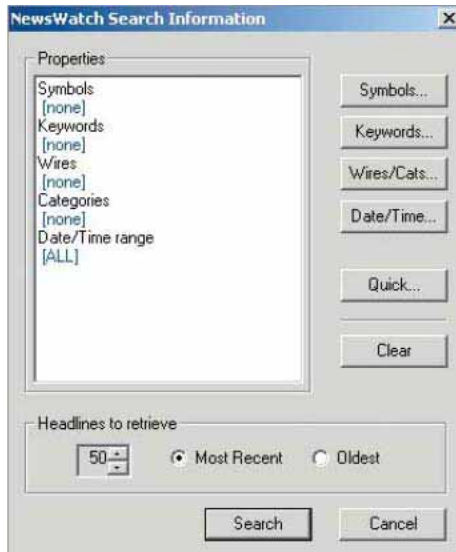 NewsWatch Search Information
Properties
Symbols
[none]
Keywords
[none]
Wires
[none]
Categories
[none]
Date/Time range
[ALL]
Symbols...
Keywords...
Wires/Cats...
Date/Time...
Quick...
Clear
Headlines to retrieve
50 Most Recent Oldest
Search Cancel